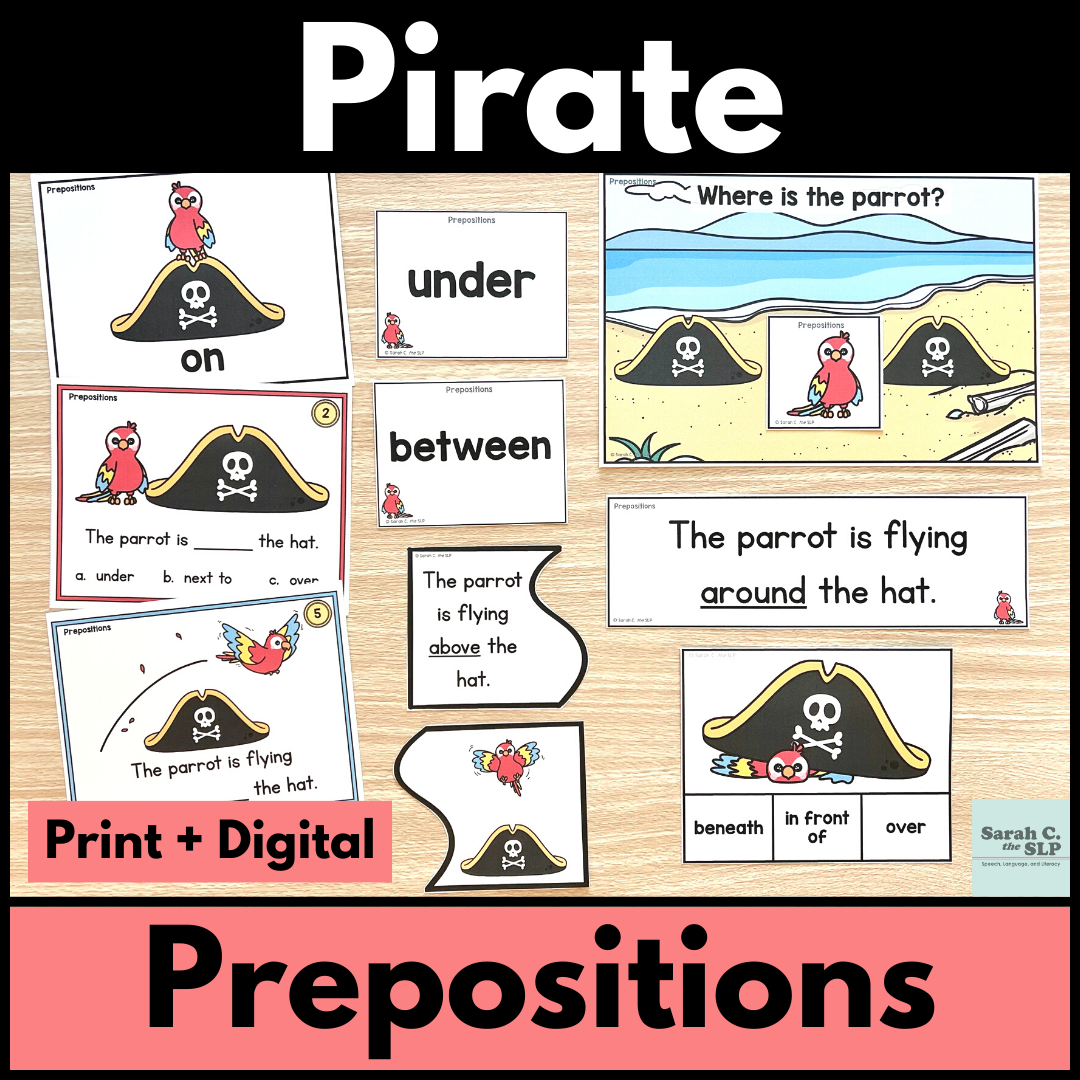 Pirate
Prepositions
on
Prepositions
2
The parrot is ______ the hat.
a. under b. next to c. over
Prepositions
5
The parrot is flying
______ the hat.
Print + Digital
Prepositions
under
© Sarah C. the SLP
Prepositions
between
© Sarah C. the SLP
© Sarah C. the SLP
The parrot
is flying
above the
hat.
Prepositions
Where is the parrot?
Prepositions
© Sarah C. the SLP
© Sarah C.
Prepositions
The parrot is flying
around the hat.
© Sarah C. the SLP
© Sarah C. the SLP
beneath
in front
of
over
Sarah C.
the SLP
Speech, Language, and Literacy
Prepositions